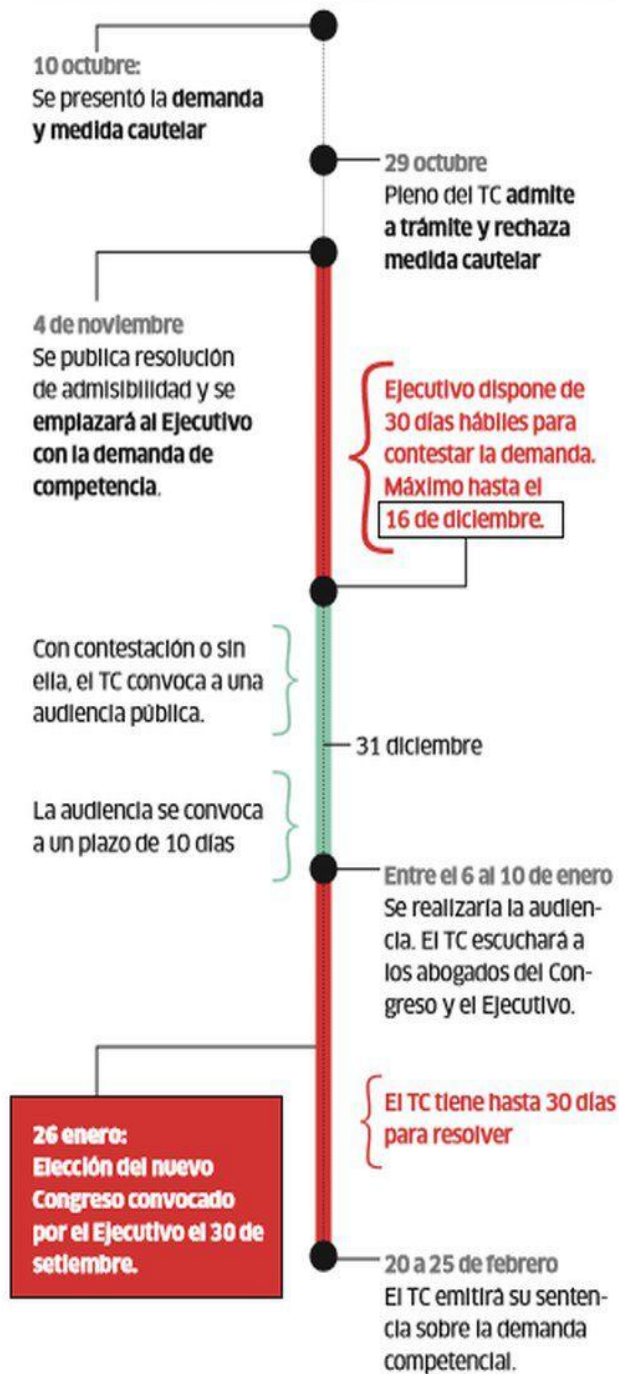 10 octubre:
Se presentó la demanda
y medida cautelar
29 octubre
Pleno del TC admite
a trámite y rechaza
medida cautelar
4 de noviembre
Se publica resolución
de admisibilidad y se
emplazará al Ejecutivo
con la demanda de
competencia.
Ejecutivo dispone de
30 días hábiles para
contestar la demanda.
Máximo hasta el
16 de diciembre.
Con contestación o sin
ella, el TC convoca a una
audiencia pública.
31 diciembre
La audiencia se convoca
a un plazo de 10 días
Entre el 6 al 10 de enero
Se realizaría la audien-
cia. El TC escuchará a
los abogados del Con-
greso y el Ejecutivo.
El TC tiene hasta 30 días
para resolver
26 enero:
Elección del nuevo
Congreso convocado
por el Ejecutivo el 30 de
setiembre.
20 a 25 de febrero
El TC emitirá su senten-
cia sobre la demanda
competencial.